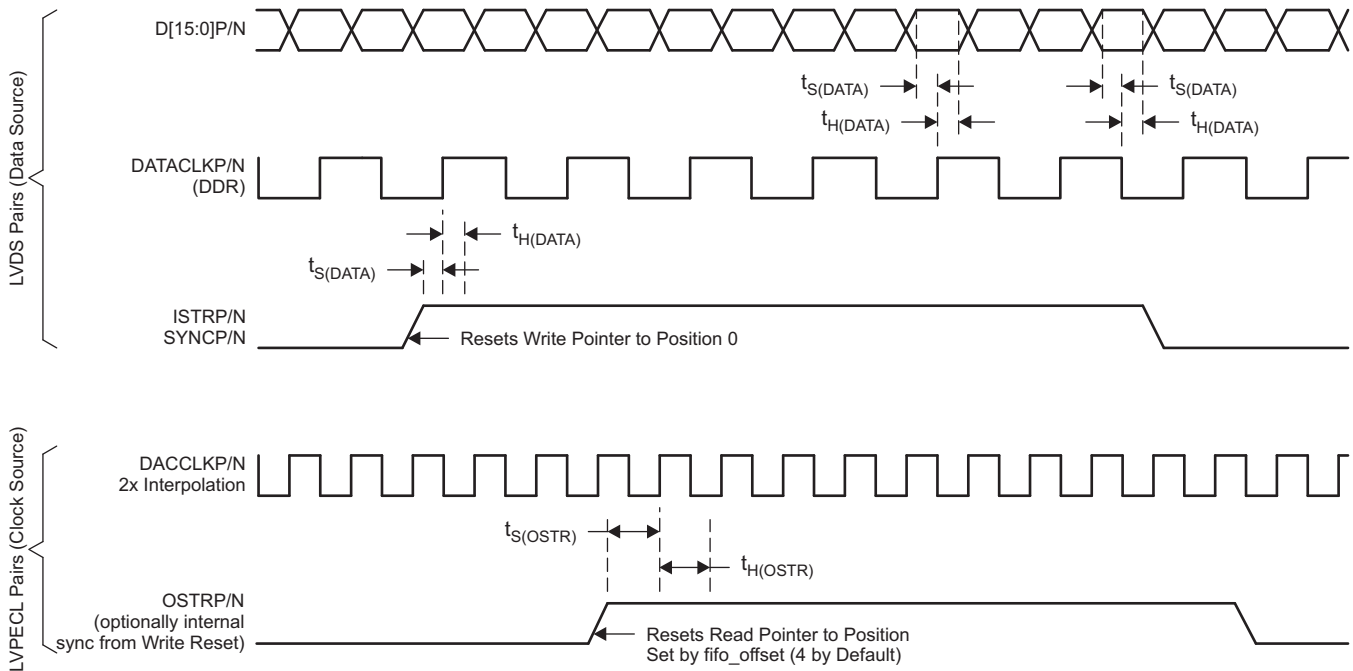 LVDS Pairs (Data Source)
D[15:0]P/N
tS(DATA)
tS(DATA)
tH(DATA)
tH(DATA)
DATACLKP/N
(DDR)
tH(DATA)
tS(DATA)
ISTRP/N
SYNCP/N
Resets Write Pointer to Position 0
LVPECL Pairs (Clock Source)
DACCLKP/N
2x Interpolation
tS(OSTR)
tH(OSTR)
OSTRP/N
(optionally internal
sync from Write Reset)
Resets Read Pointer to Position
Set by fifo_offset (4 by Default)